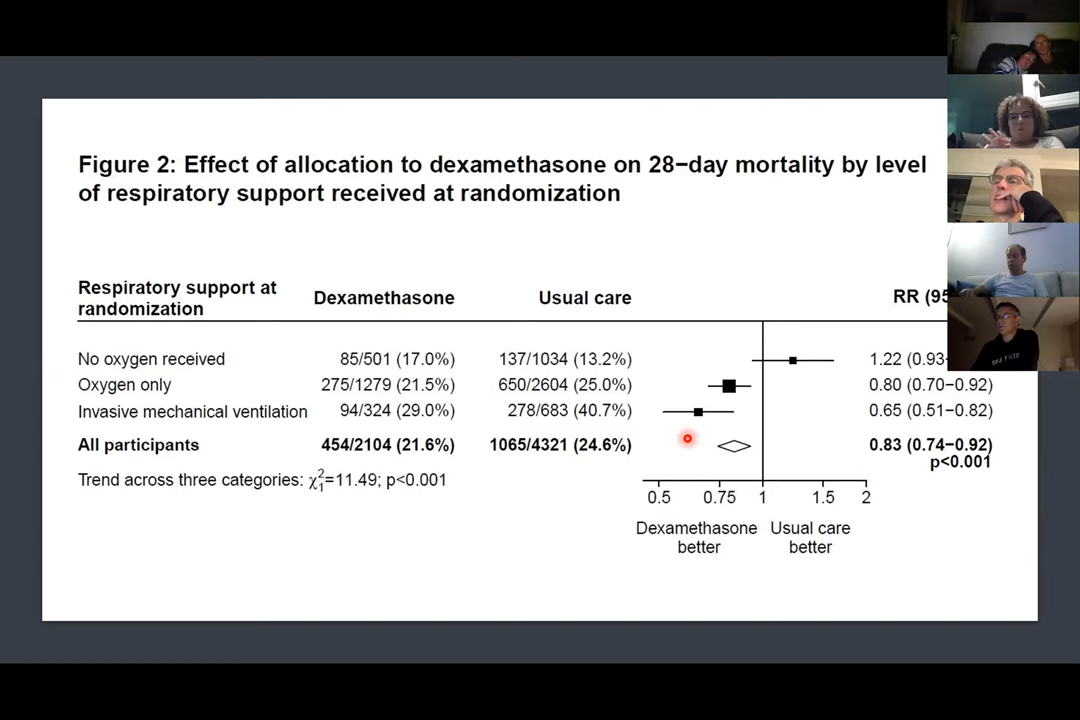 Figure 2: Effect of allocation to dexamethasone on 28−day mortality by level
of respiratory support received at randomization
Respiratory support at
randomization
Dexamethasone
Usual care
RR (95
No oxygen received 85/501 (17.0%) 137/1034 (13.2%) 1.22 (0.93−
Oxygen only 275/1279 (21.5%) 650/2604 (25.0%) 0.80 (0.70−0.92)
Invasive mechanical ventilation 94/324 (29.0%) 278/683 (40.7%) 0.65 (0.51−0.82)
All participants 454/2104 (21.6%) 1065/4321 (24.6%) 0.83 (0.74−0.92)
p<0.001
Trend across three categories: χ²₁=11.49; p<0.001
0.5 0.75 1 1.5 2
Dexamethasone
better
Usual care
better